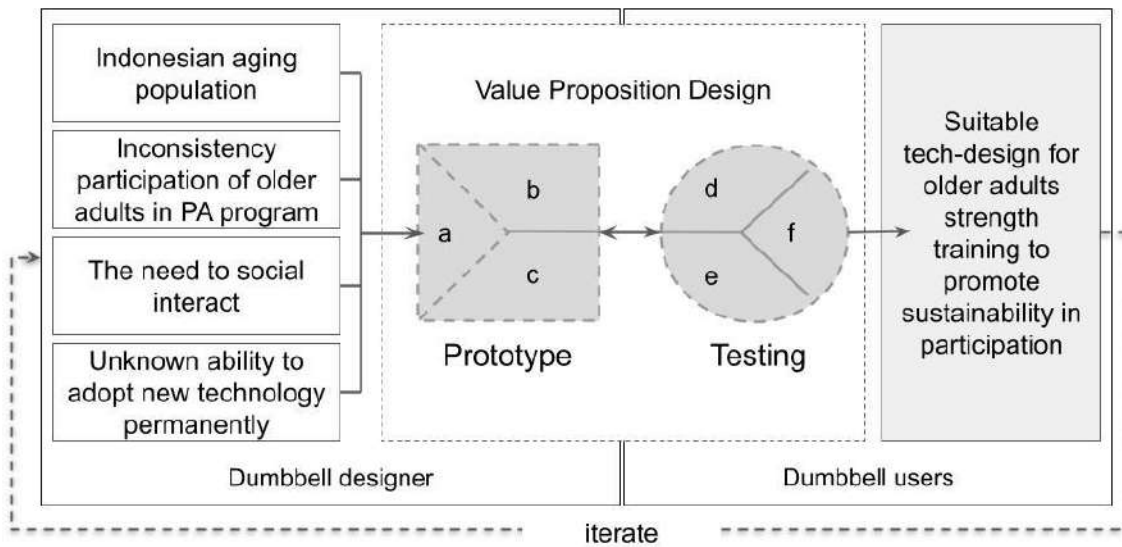 Indonesian aging
population
Inconsistency
participation of older
adults in PA program
The need to social
interact
Unknown ability to
adopt new technology
permanently
Dumbbell designer
Value Proposition Design
a
b
c
Prototype
d
e
f
Testing
Suitable
tech-design for
older adults
strength
training to
promote
sustainability in
participation
Dumbbell users
iterate